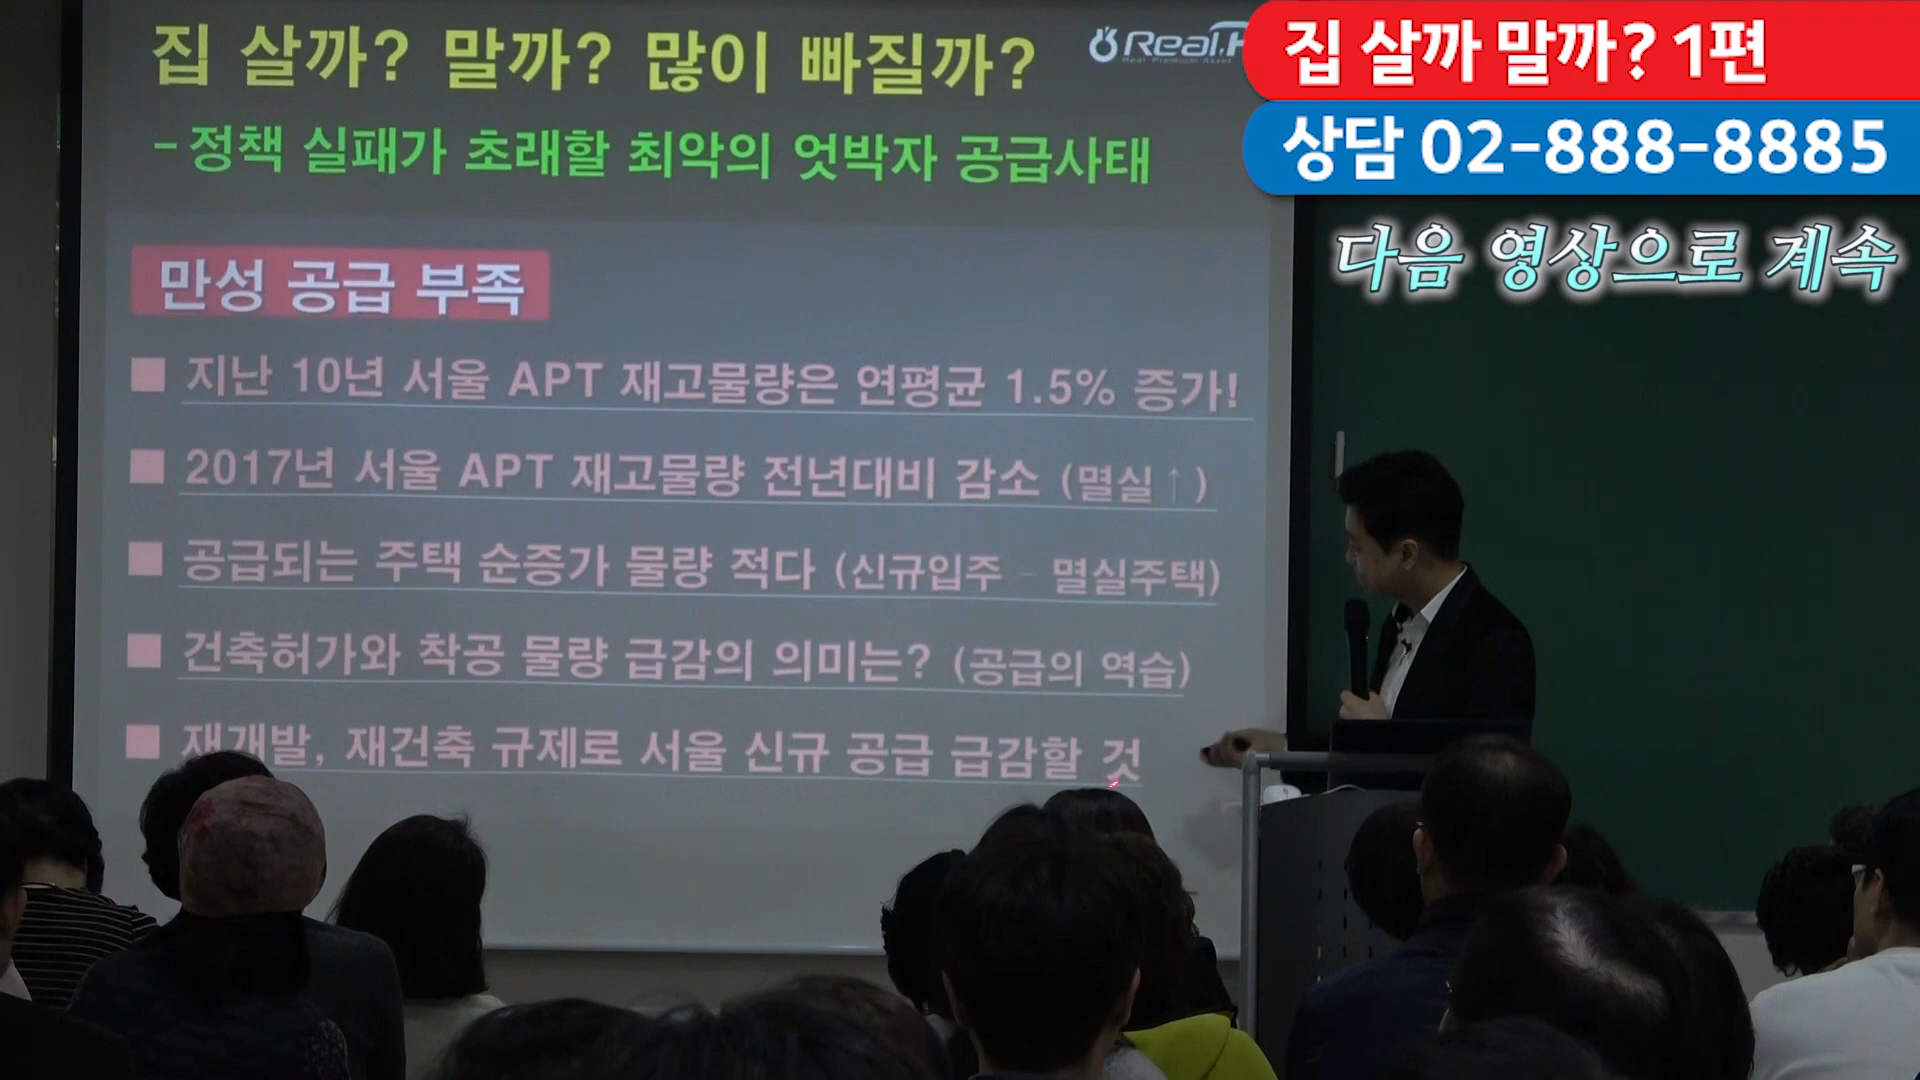 집 살까? 말까? 많이 빠질까?
Real.
Real Premium Asset
집 살까 말까? 1편
상담 02-888-8885
다음 영상으로 계속
-정책 실패가 초래할 최악의 엇박자 공급사태
만성 공급 부족
■ 지난 10년 서울 APT 재고물량은 연평균 1.5% 증가!
■ 2017년 서울 APT 재고물량 전년대비 감소 (멸실↑)
■ 공급되는 주택 순증가 물량 적다 (신규입주 - 멸실주택)
■ 건축허가와 착공 물량 급감의 의미는? (공급의 역습)
■ 재개발, 재건축 규제로 서울 신규 공급 급감할 것